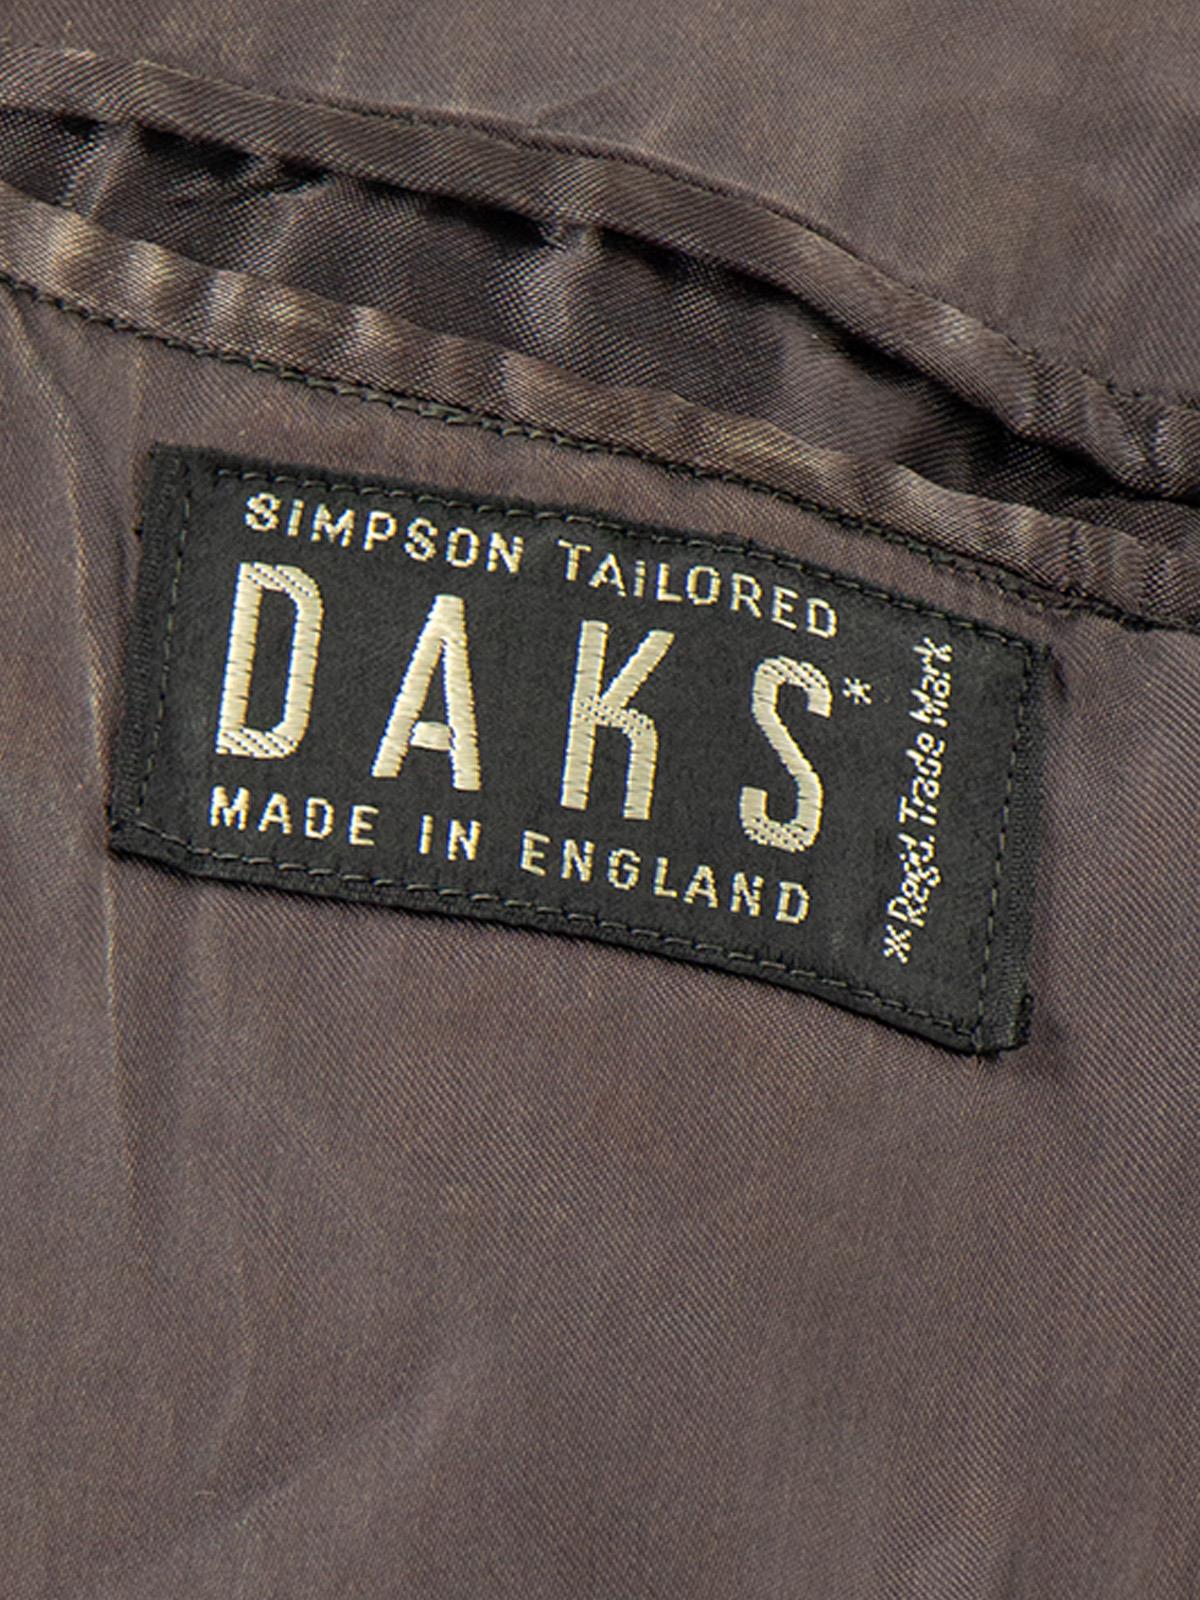 SIMPSON TAILORED
DAKS*
MADE IN ENGLAND
*Regd. Trade Mark